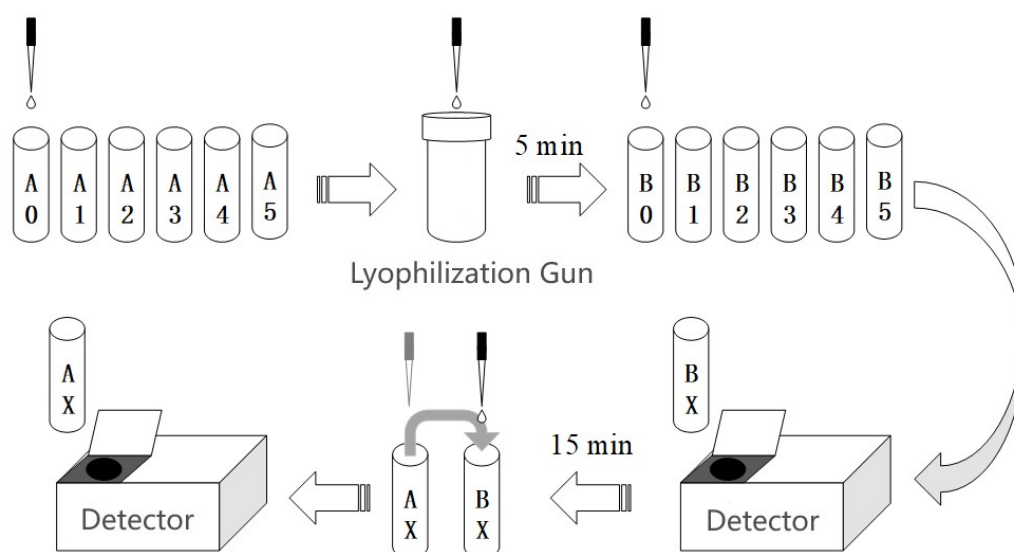 A 0
A 1
A 2
A 3
A 4
A 5
5 min
B 0
B 1
B 2
B 3
B 4
B 5
Lyophilization Gun
A X
Detector
A X
B X
15 min
B X
Detector